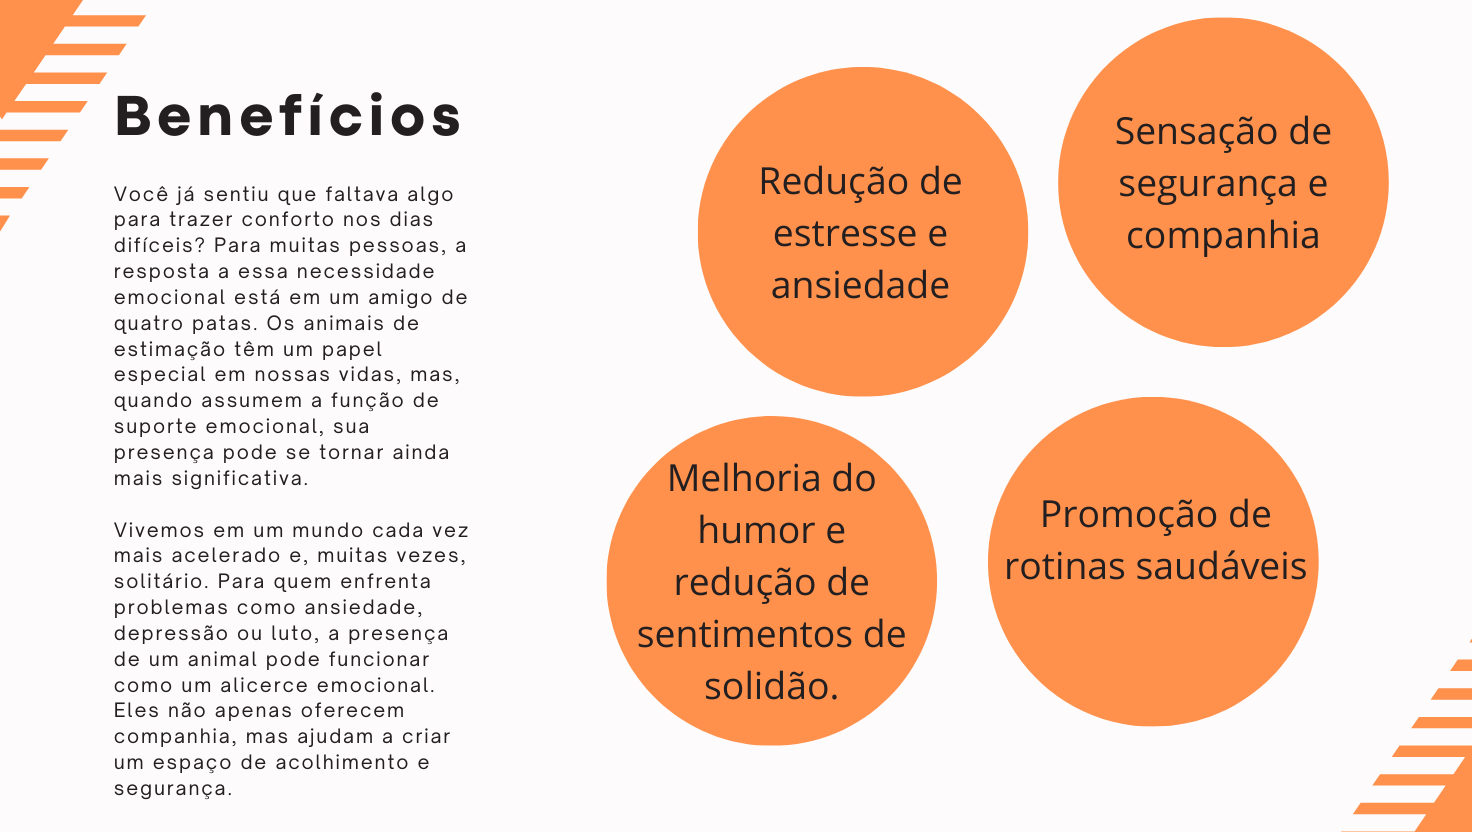 Benefícios
Você já sentiu que faltava algo
para trazer conforto nos dias
difíceis? Para muitas pessoas, a
resposta a essa necessidade
emocional está em um amigo de
quatro patas. Os animais de
estimação têm um papel
especial em nossas vidas, mas,
quando assumem a função de
suporte emocional, sua
presença pode se tornar ainda
mais significativa.
Vivemos em um mundo cada vez
mais acelerado e, muitas vezes,
solitário. Para quem enfrenta
problemas como ansiedade,
depressão ou luto, a presença
de um animal pode funcionar
como um alicerce emocional.
Eles não apenas oferecem
companhia, mas ajudam a criar
um espaço de acolhimento e
segurança.
Redução de
estresse e
ansiedade
Sensação de
segurança e
companhia
Melhoria do
humor e
redução de
sentimentos de
solidão.
Promoção de
rotinas saudáveis